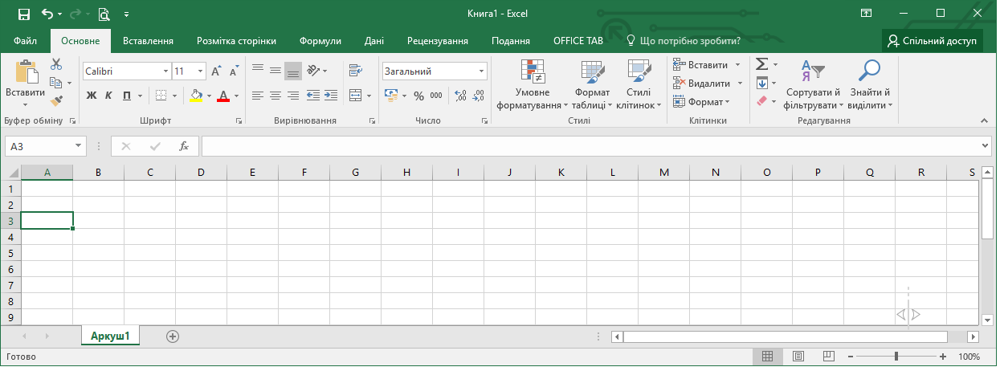 Книга1 - Excel
Файл Основне Вставлення Розмітка сторінки Формули Дані Рецензування Подання OFFICE TAB Що потрібно зробити? Спільний доступ
Вставити
Calibri 11
Ж К П
Загальний
% 000
Умовне форматування
Формат таблиці
Стилі клітинок
Вставити
Видалити
Формат
Сортувати й фільтрувати
Знайти й виділити
Буфер обміну Шрифт Вирівнювання Число Стилі Клітинки Редагування
A3 fx
A B C D E F G H I J K L M N O P Q R S
1
2
3
4
5
6
7
8
9
Аркуш1
Готово 100%